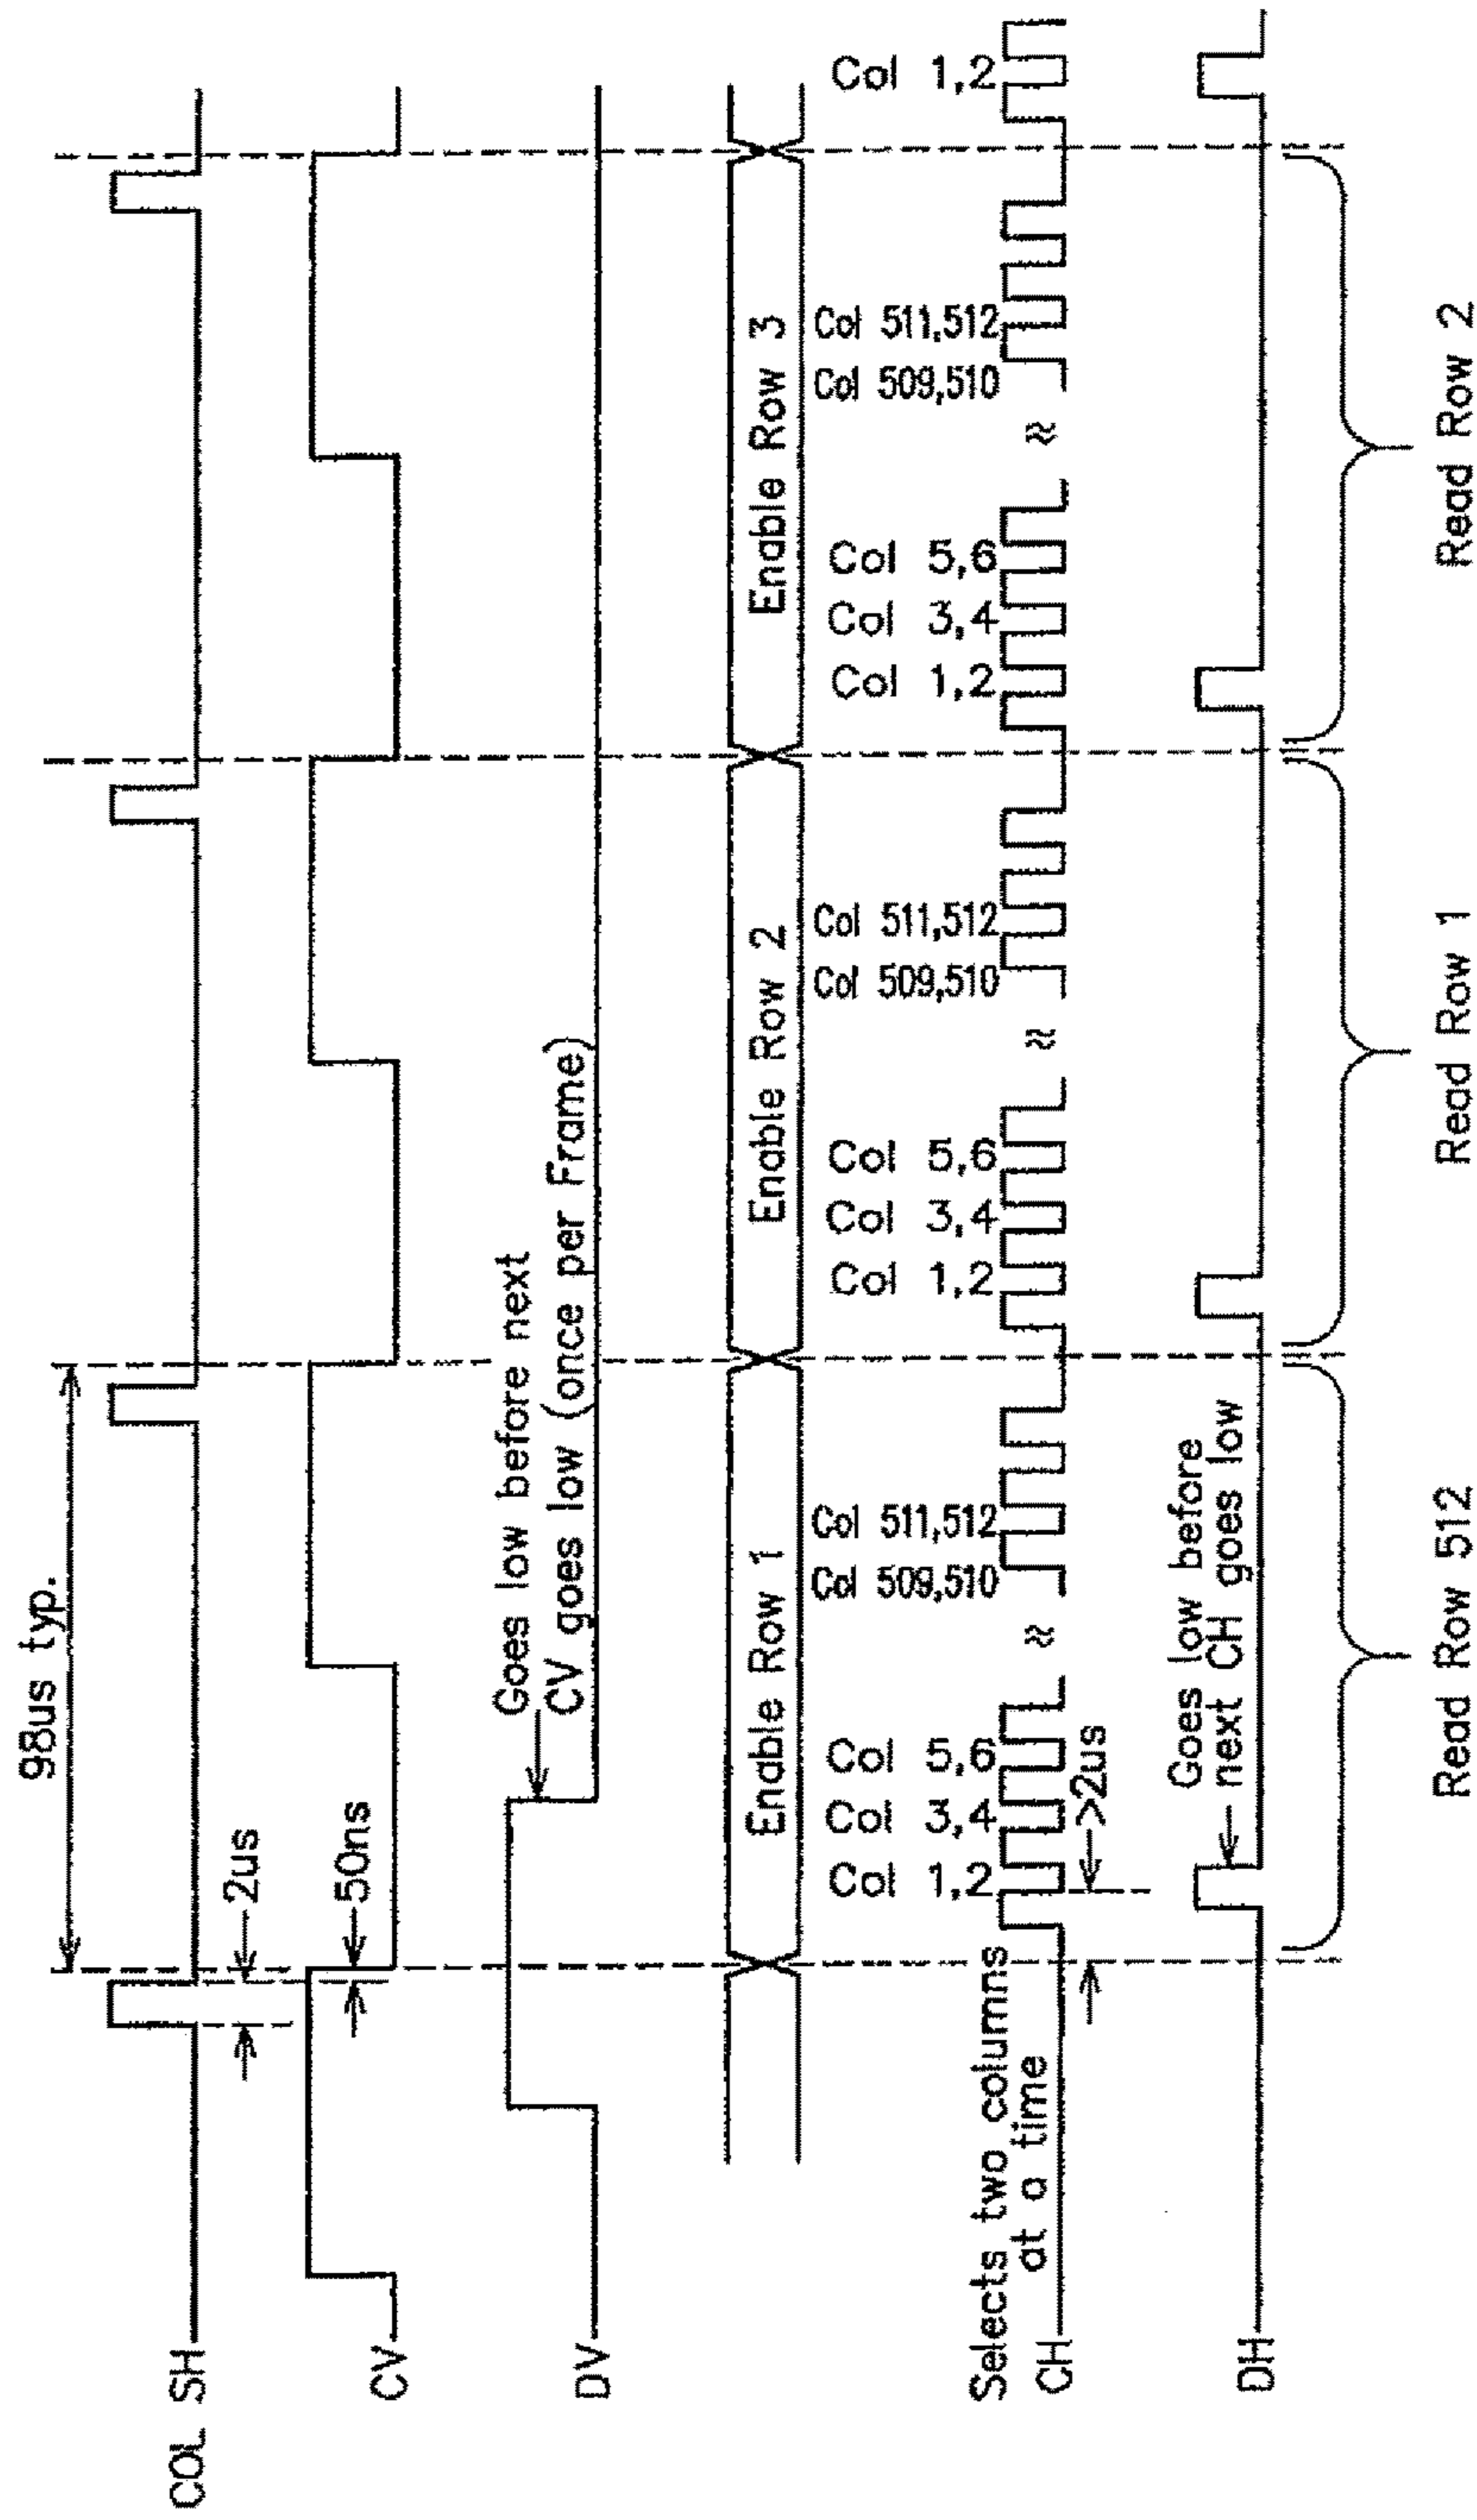 98us typ.
COL SH
2us
CV
50ns
Goes low before next
CV goes low (once per Frame)
DV
Enable Row 1
Enable Row 2
Enable Row 3
Col 1,2
Col 3,4
Col 5,6
Col 509,510
Col 511,512
Col 1,2
Col 3,4
Col 5,6
Col 509,510
Col 511,512
Col 1,2
Col 3,4
Col 5,6
Col 509,510
Col 511,512
Col 1,2
Selects two columns
at a time
CH
>2us
Goes low before
next CH goes low
DH
Read Row 512
Read Row 1
Read Row 2